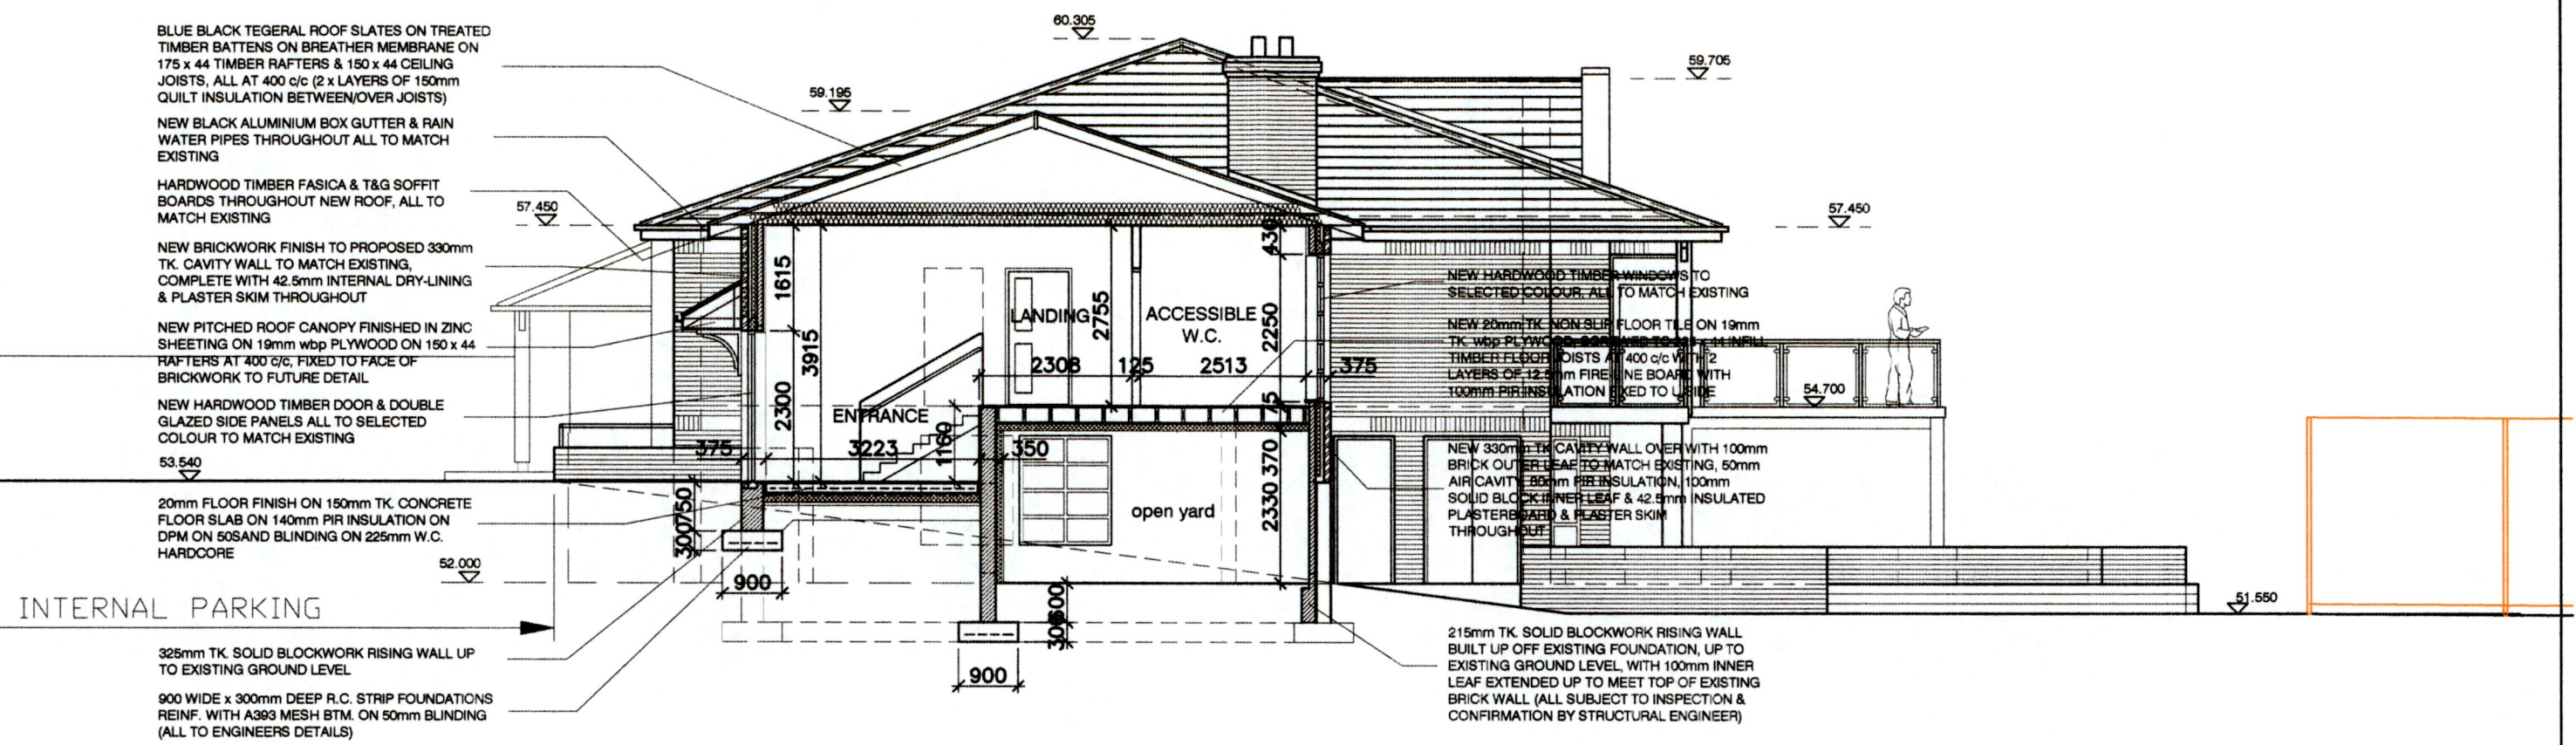 BLUE BLACK TEGERAL ROOF SLATES ON TREATED
TIMBER BATTENS ON BREATHER MEMBRANE ON
175 x 44 TIMBER RAFTERS & 150 x 44 CEILING
JOISTS, ALL AT 400 c/c (2 x LAYERS OF 150mm
QUILT INSULATION BETWEEN/OVER JOISTS)
NEW BLACK ALUMINIUM BOX GUTTER & RAIN
WATER PIPES THROUGHOUT ALL TO MATCH
EXISTING
HARDWOOD TIMBER FASICA & T&G SOFFIT
BOARDS THROUGHOUT NEW ROOF, ALL TO
MATCH EXISTING
NEW BRICKWORK FINISH TO PROPOSED 330mm
TK. CAVITY WALL TO MATCH EXISTING,
COMPLETE WITH 42.5mm INTERNAL DRY-LINING
& PLASTER SKIM THROUGHOUT
NEW PITCHED ROOF CANOPY FINISHED IN ZINC
SHEETING ON 19mm wbp PLYWOOD ON 150 x 44
RAFTERS AT 400 c/c, FIXED TO FACE OF
BRICKWORK TO FUTURE DETAIL
NEW HARDWOOD TIMBER DOOR & DOUBLE
GLAZED SIDE PANELS ALL TO SELECTED
COLOUR TO MATCH EXISTING
53.540
20mm FLOOR FINISH ON 150mm TK. CONCRETE
FLOOR SLAB ON 140mm PIR INSULATION ON
DPM ON 50SAND BLINDING ON 225mm W.C.
HARDCORE
52.000
INTERNAL PARKING
325mm TK. SOLID BLOCKWORK RISING WALL UP
TO EXISTING GROUND LEVEL
900 WIDE x 300mm DEEP R.C. STRIP FOUNDATIONS
REINF. WITH A393 MESH BTM. ON 50mm BLINDING
(ALL TO ENGINEERS DETAILS)
60.305
59.195
59.705
57.450
57.450
1615
3915
2300
2755
430
2250
75
LANDING
ACCESSIBLE
W.C.
2308 125 2513 375
ENTRANCE
375 3223 1160 350
370
2330
open yard
750
300
900
600
300
900
NEW HARDWOOD TIMBER WINDOWS TO
SELECTED COLOUR, ALL TO MATCH EXISTING
NEW 20mm TK. NON SLIP FLOOR TILE ON 19mm
TK. wbp PLYWOOD, SCREWED TO 225 x 44 INFILL
TIMBER FLOOR JOISTS AT 400 c/c WITH 2
LAYERS OF 12.5mm FIRE-LINE BOARD WITH
100mm PIR INSULATION FIXED TO U.SIDE
54.700
NEW 330mm TK CAVITY WALL OVER WITH 100mm
BRICK OUTER LEAF TO MATCH EXISTING, 50mm
AIR CAVITY, 80mm PIR INSULATION, 100mm
SOLID BLOCK INNER LEAF & 42.5mm INSULATED
PLASTERBOARD & PLASTER SKIM
THROUGHOUT
51.550
215mm TK. SOLID BLOCKWORK RISING WALL
BUILT UP OFF EXISTING FOUNDATION, UP TO
EXISTING GROUND LEVEL, WITH 100mm INNER
LEAF EXTENDED UP TO MEET TOP OF EXISTING
BRICK WALL (ALL SUBJECT TO INSPECTION &
CONFIRMATION BY STRUCTURAL ENGINEER)